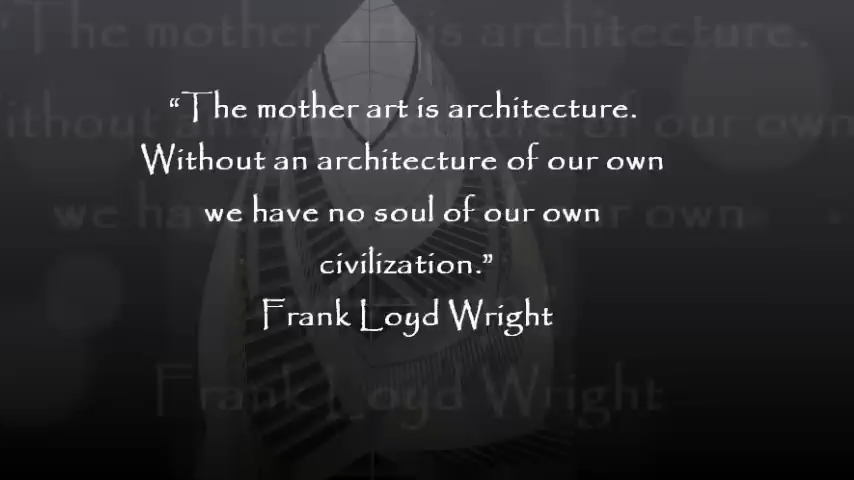 “The mother art is architecture.
Without an architecture of our own
we have no soul of our own
civilization.”
Frank Loyd Wright